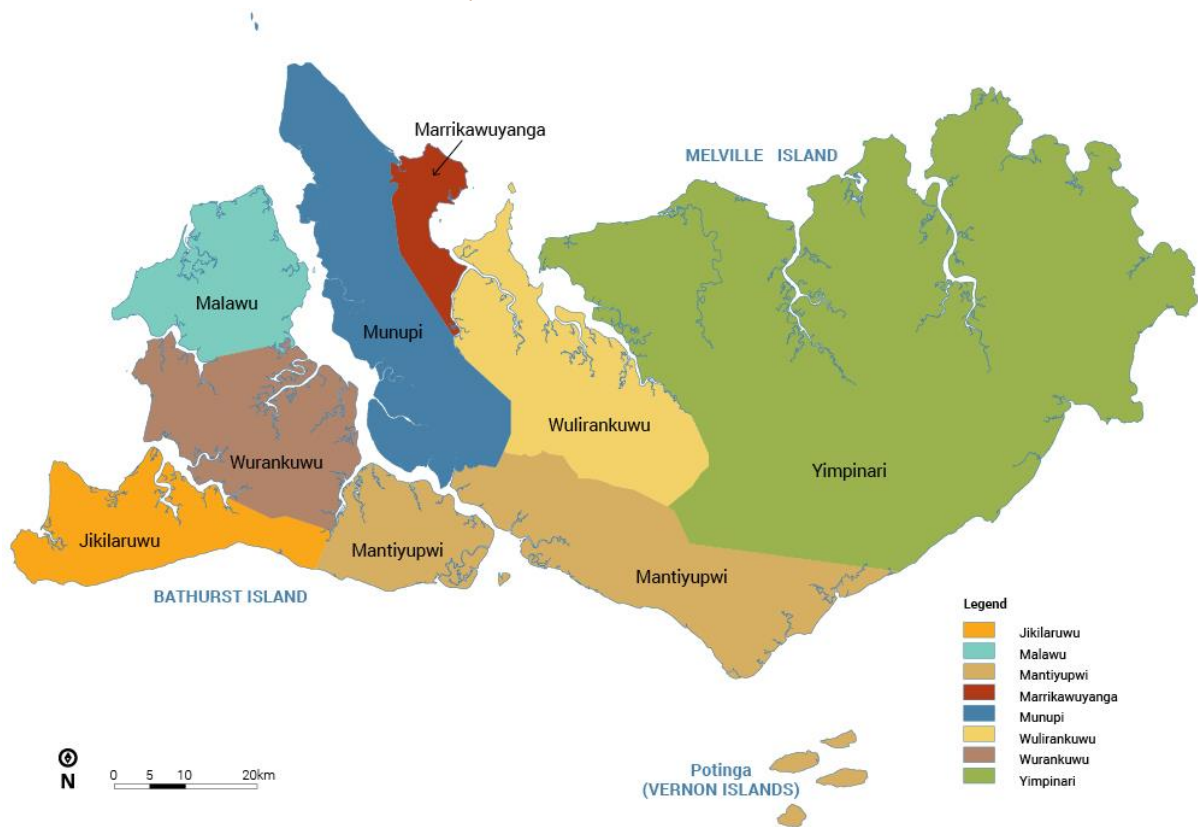 Marrikawuyanga
MELVILLE ISLAND
Malawu
Munupi
Wulirankuwu
Wurankuwu
Yimpinari
Jikilaruwu
Mantiyupwi
Mantiyupwi
BATHURST ISLAND
Legend
Jikilaruwu
Malawu
Mantiyupwi
Marrikawuyanga
Munupi
Wulirankuwu
Wurankuwu
Yimpinari
N
0 5 10 20km
Potinga
(VERNON ISLANDS)